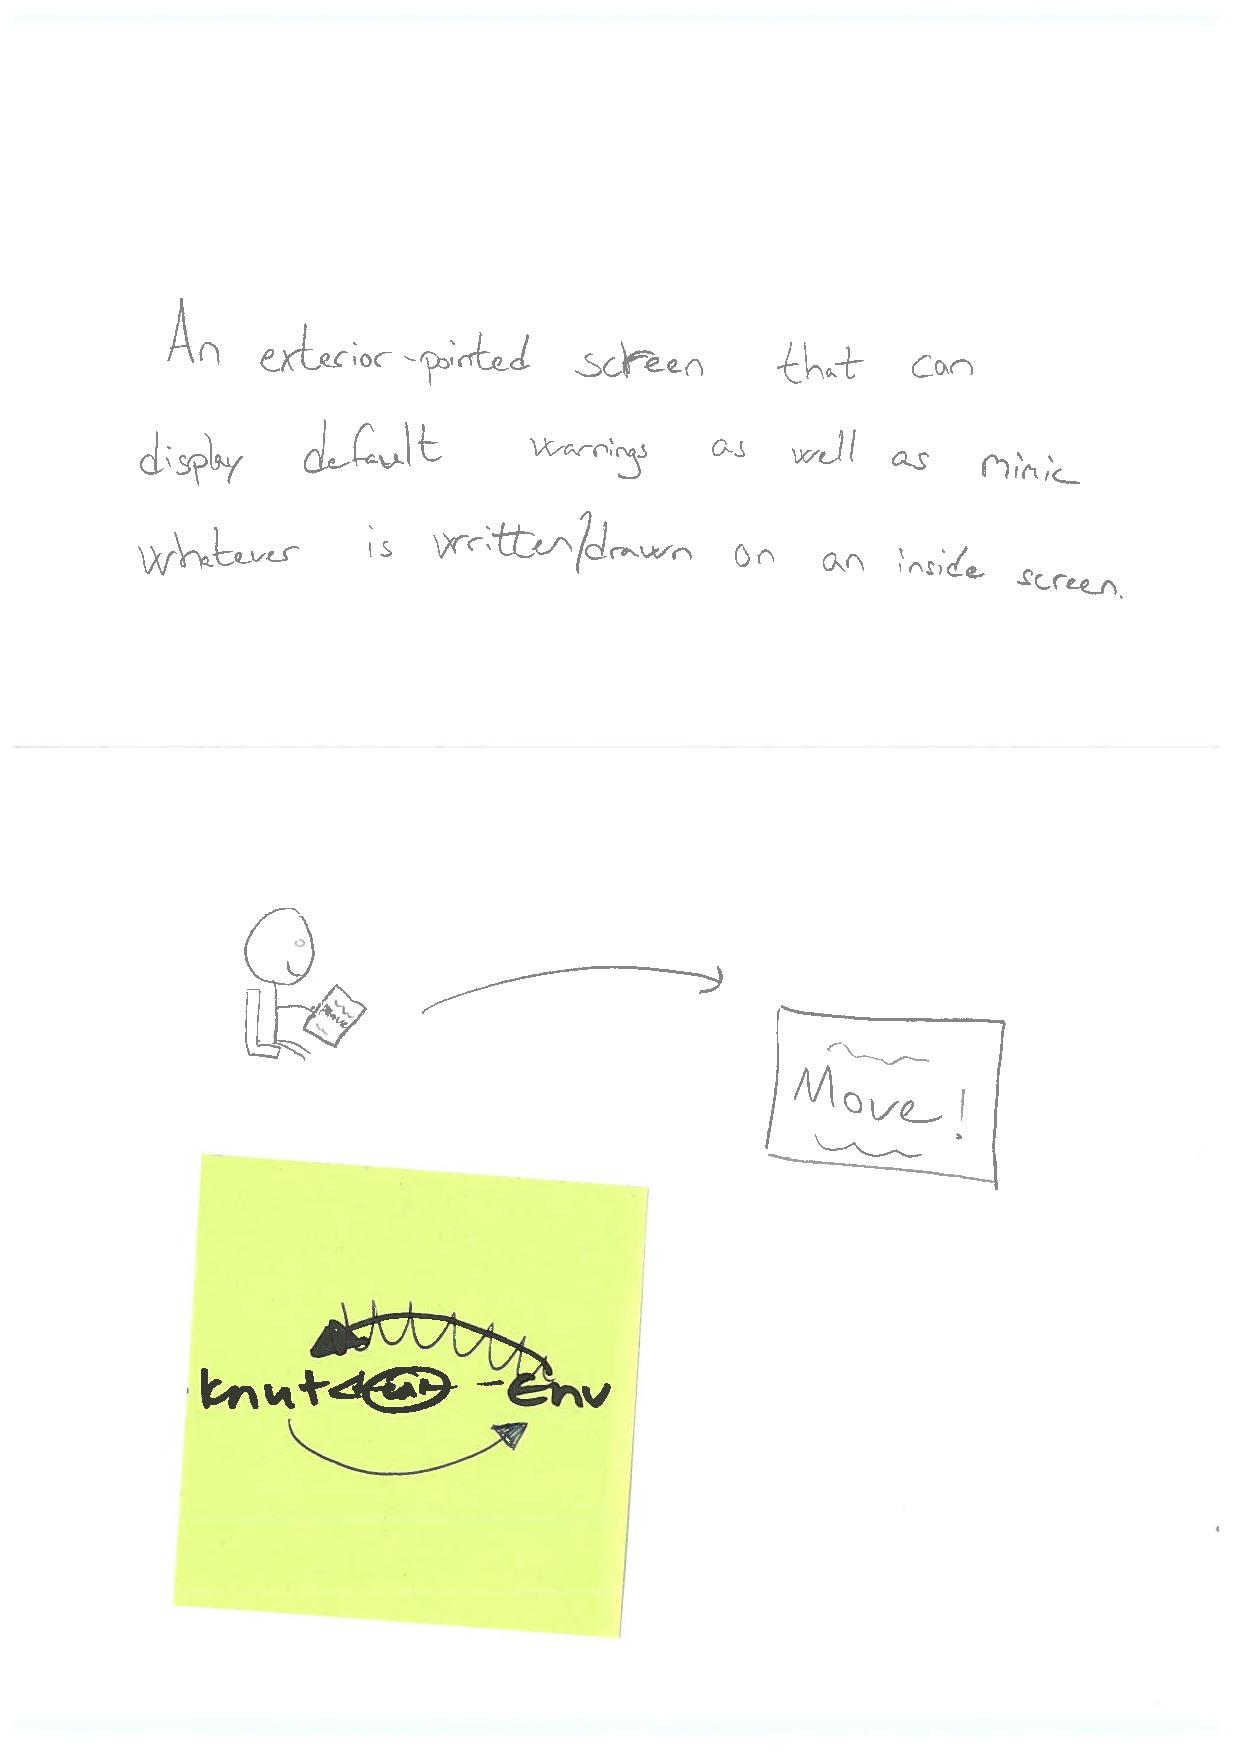 An exterior-pointed screen that can
display default warnings as well as mimic
whatever is written/drawn on an inside screen.
Move
Move!
knut Env